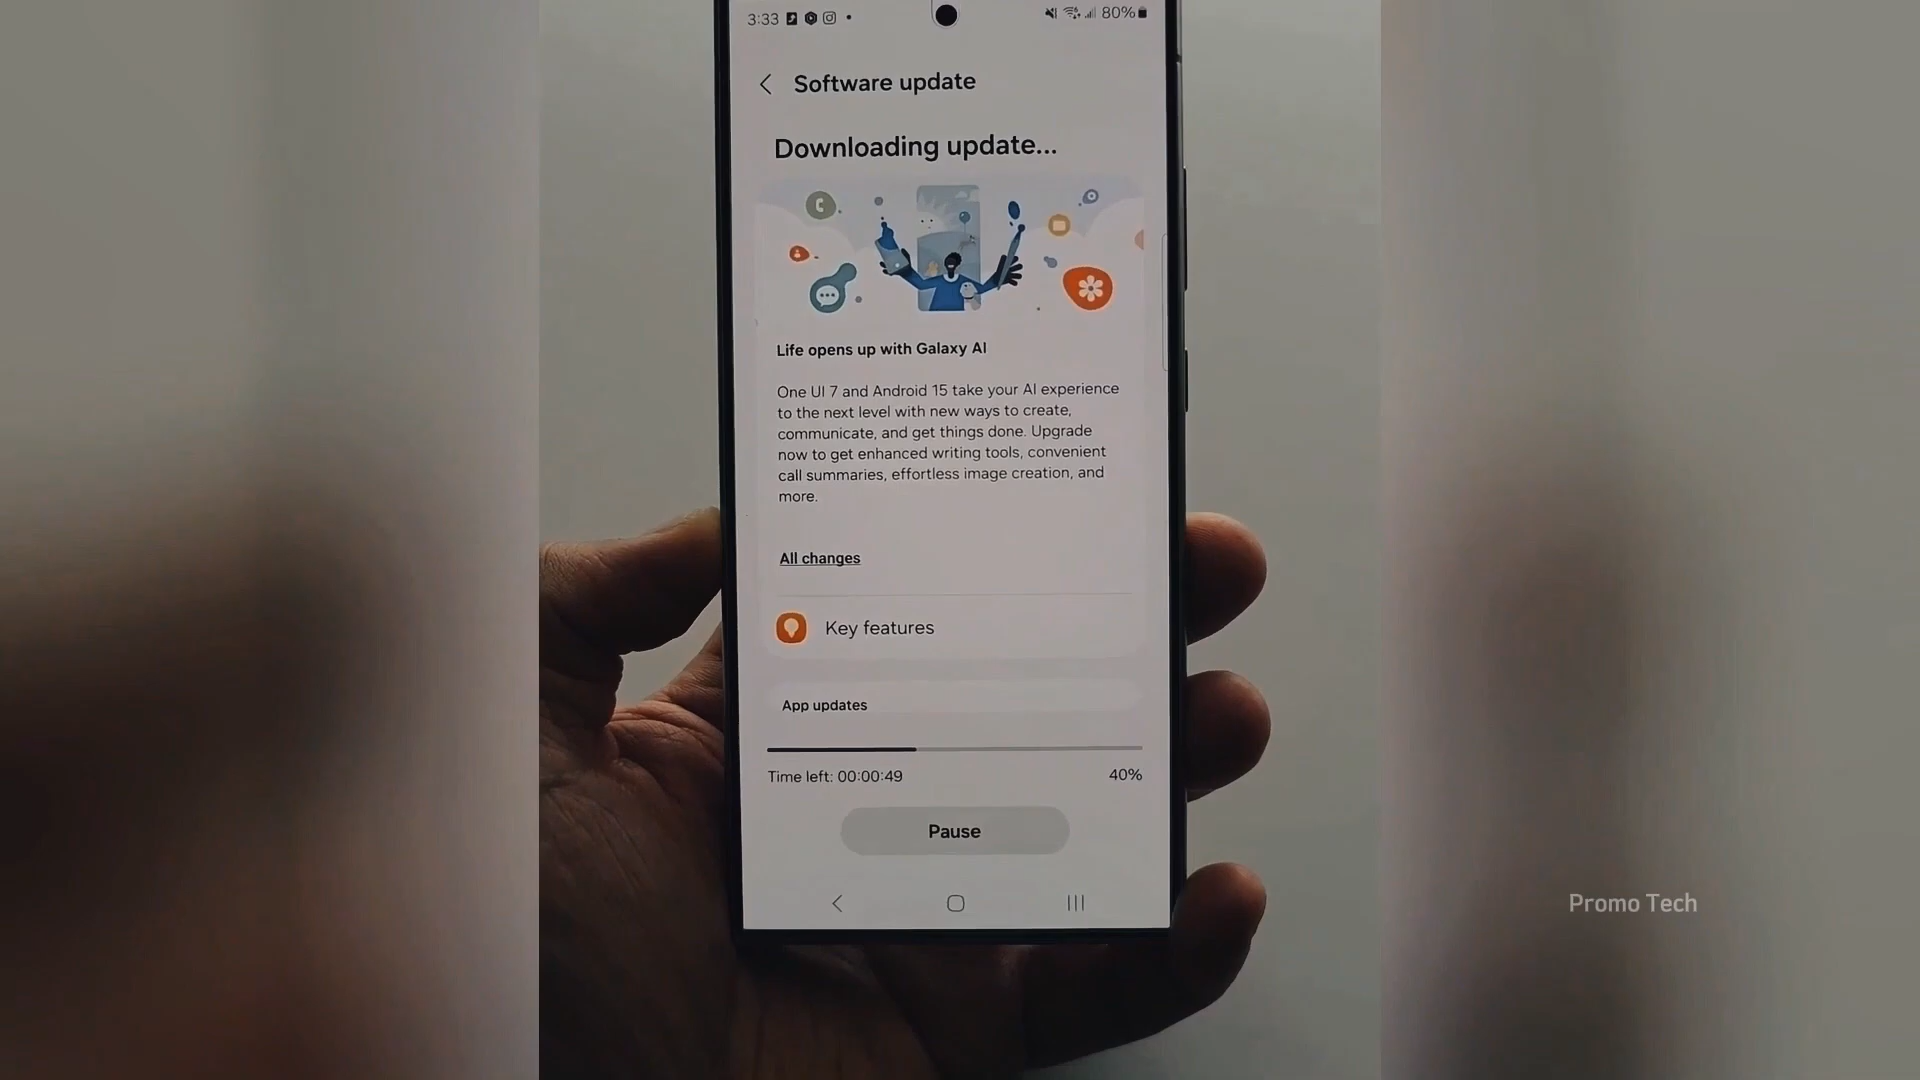 3:33
80%
Software update
Downloading update...
Life opens up with Galaxy AI
One UI 7 and Android 15 take your AI experience
to the next level with new ways to create,
communicate, and get things done. Upgrade
now to get enhanced writing tools, convenient
call summaries, effortless image creation, and
more.
All changes
Key features
App updates
Time left: 00:00:49
40%
Pause
Promo Tech